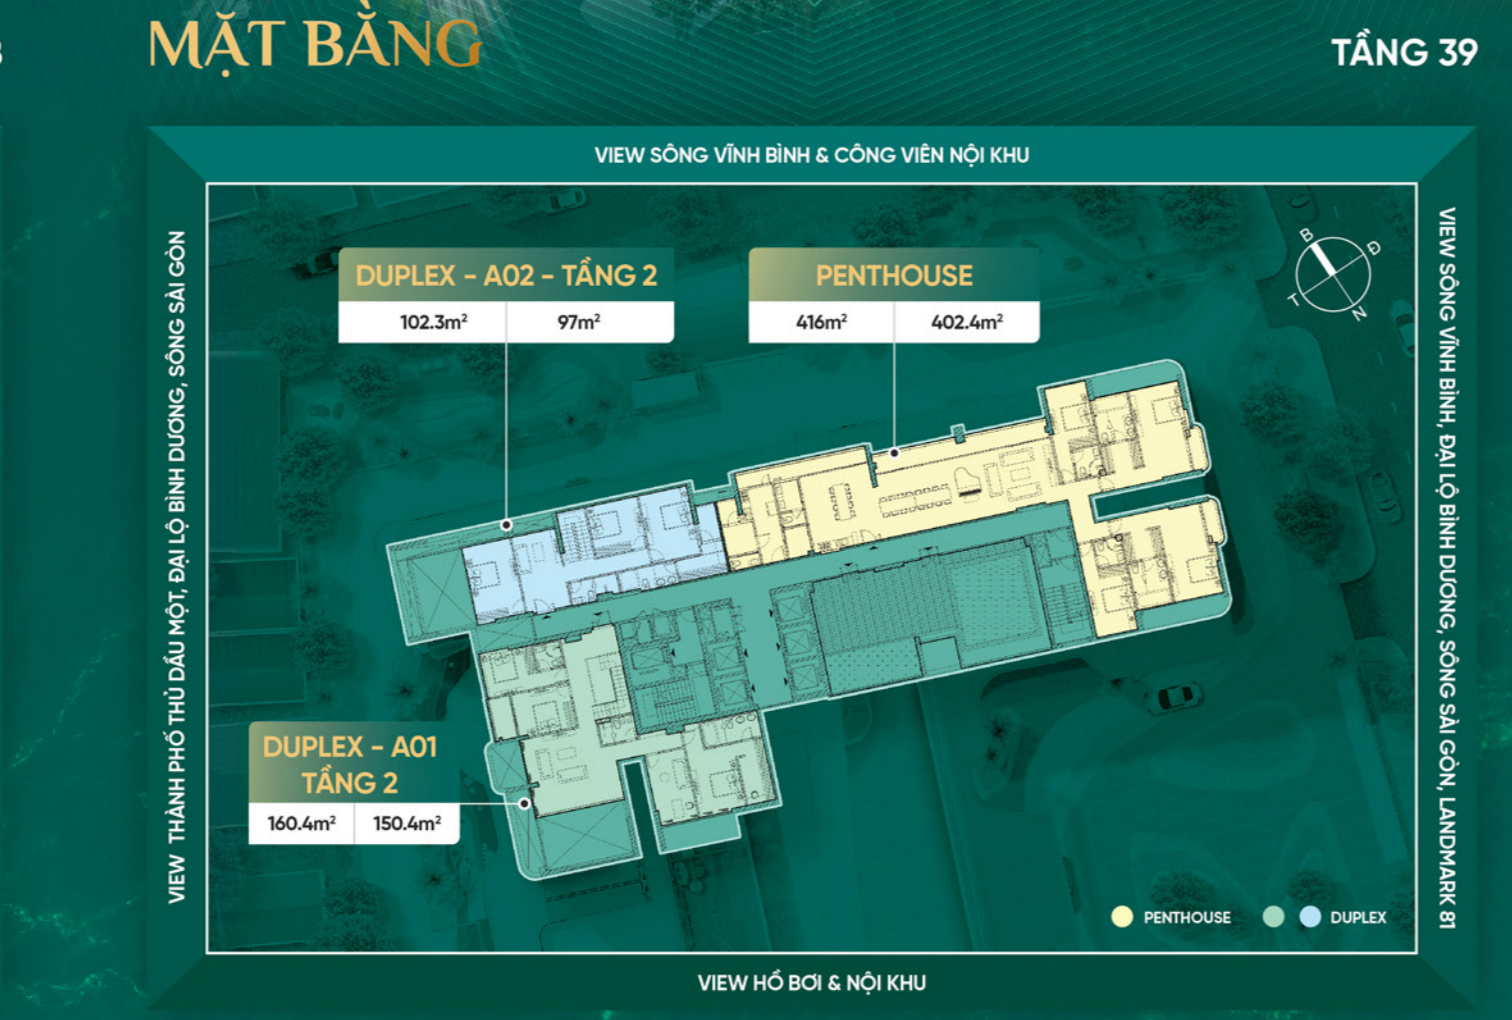 MẶT BẰNG
TẦNG 39
VIEW SÔNG VĨNH BÌNH & CÔNG VIÊN NỘI KHU
VIEW THÀNH PHỐ THỦ DẦU MỘT, ĐẠI LỘ BÌNH DƯƠNG, SÔNG SÀI GÒN
DUPLEX - A02 - TẦNG 2
102.3m² 97m²
PENTHOUSE
416m² 402.4m²
B
Đ
T
N
VIEW SÔNG VĨNH BÌNH, ĐẠI LỘ BÌNH DƯƠNG, SÔNG SÀI GÒN, LANDMARK 81
DUPLEX - A01
TẦNG 2
160.4m² 150.4m²
PENTHOUSE DUPLEX
VIEW HỒ BƠI & NỘI KHU